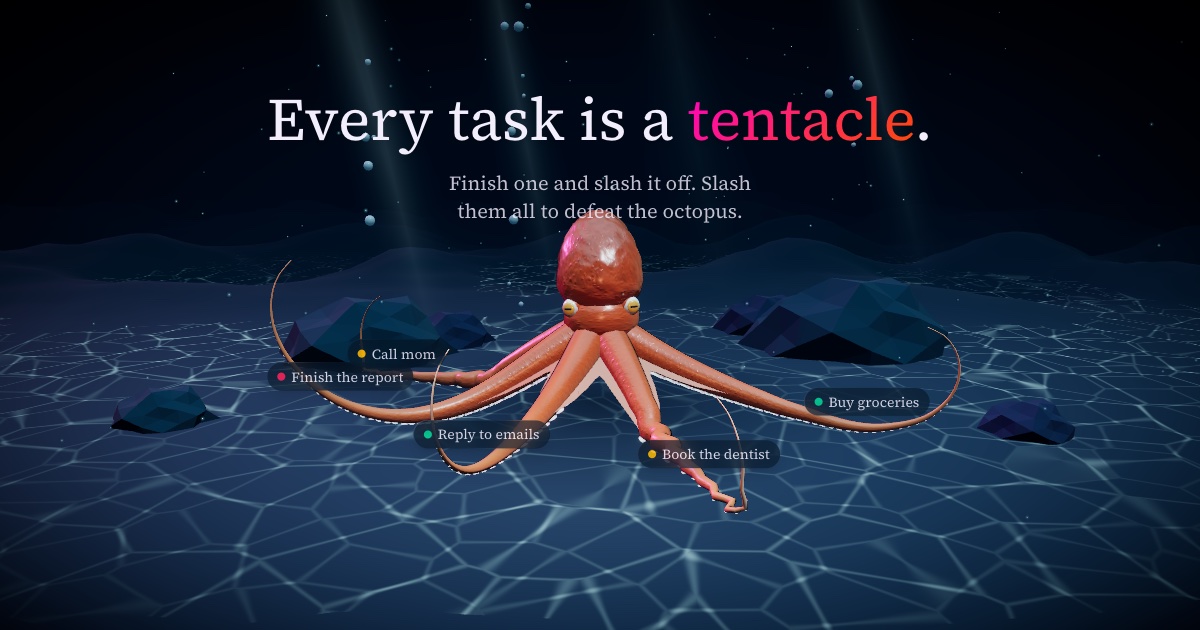 Every task is a tentacle.
Finish one and slash it off. Slash
them all to defeat the octopus.
Call mom
Finish the report
Buy groceries
Reply to emails
Book the dentist